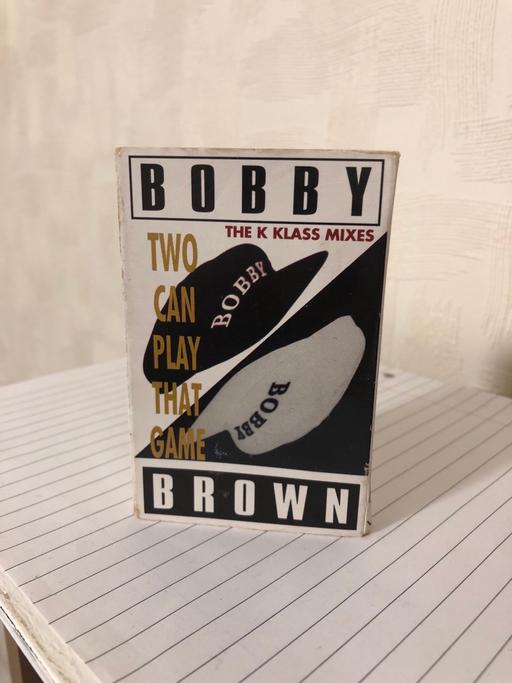 BOBBY
THE K KLASS MIXES
TWO
CAN
PLAY
THAT
GAME
BOBBY
BOBBY
BROWN